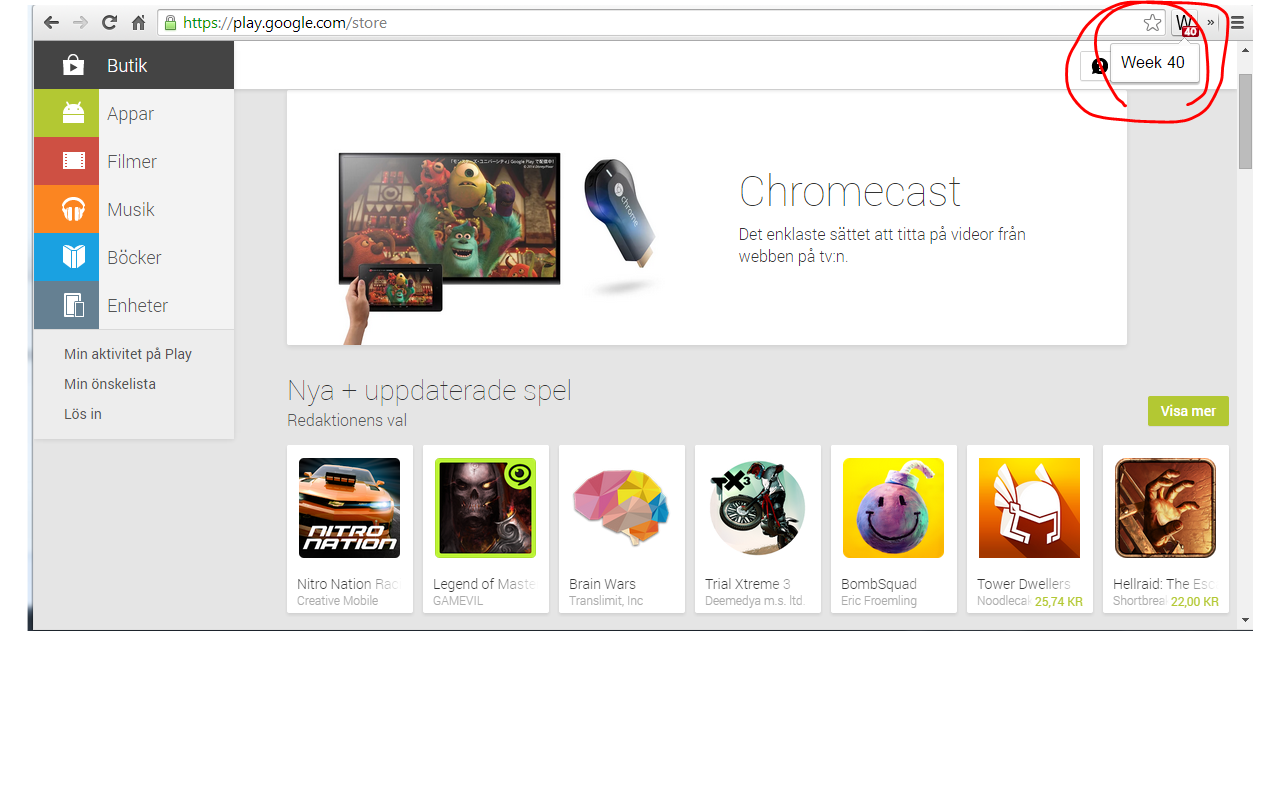 https://play.google.com/store
W
40
»
Week 40
Butik
Appar
Filmer
Musik
Böcker
Enheter
Min aktivitet på Play
Min önskelista
Lös in
chrome
Chromecast
Det enklaste sättet att titta på videor från
webben på tv:n.
Nya + uppdaterade spel
Redaktionens val
Visa mer
NITRO
NATION
Nitro Nation Rac
Creative Mobile
Legend of Maste
GAMEVIL
Brain Wars
Translimit, Inc
TX3
Trial Xtreme 3
Deemedya m.s. ltd.
BombSquad
Eric Froemling
Tower Dwellers
Noodlecak 25,74 KR
Hellraid: The Esc
Shortbreak 22,00 KR